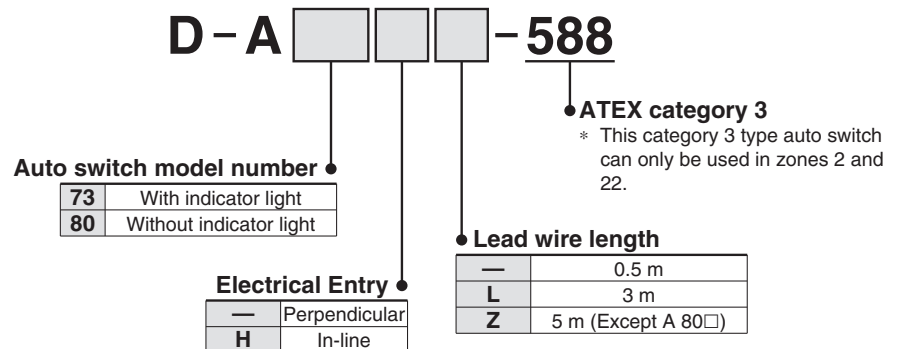 D-A□□□-588
ATEX category 3
* This category 3 type auto switch
can only be used in zones 2 and
22.
Auto switch model number
73 With indicator light
80 Without indicator light
Lead wire length
— 0.5 m
L 3 m
Z 5 m (Except A 80□)
Electrical Entry
— Perpendicular
H In-line